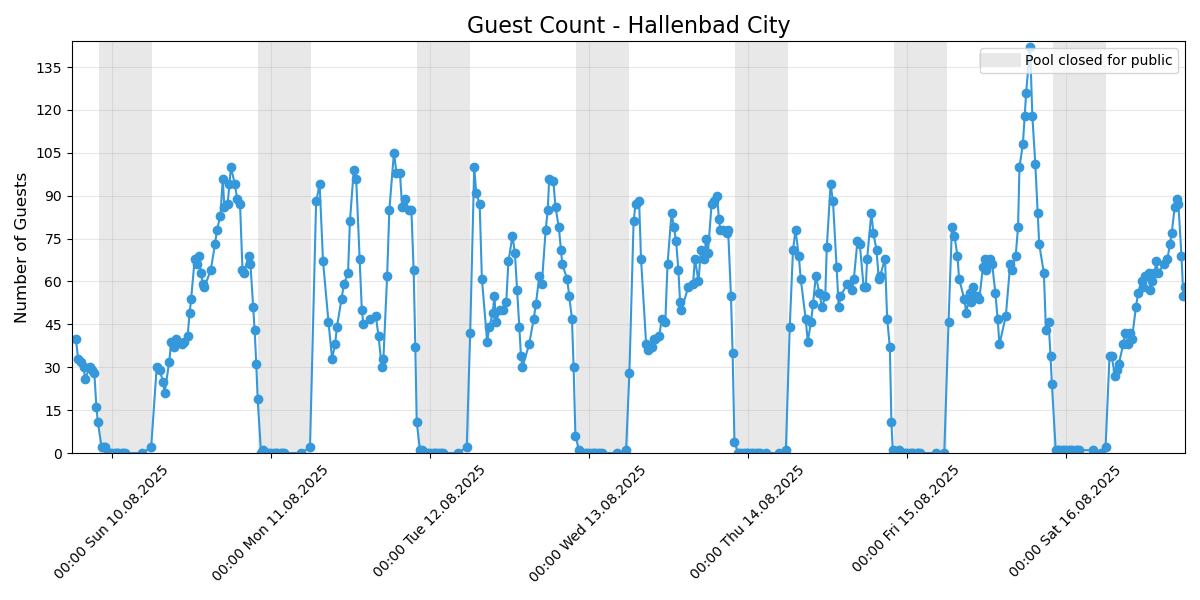 Guest Count - Hallenbad City
Pool closed for public
Number of Guests
135
120
105
90
75
60
45
30
15
0
00:00 Sun 10.08.2025
00:00 Mon 11.08.2025
00:00 Tue 12.08.2025
00:00 Wed 13.08.2025
00:00 Thu 14.08.2025
00:00 Fri 15.08.2025
00:00 Sat 16.08.2025